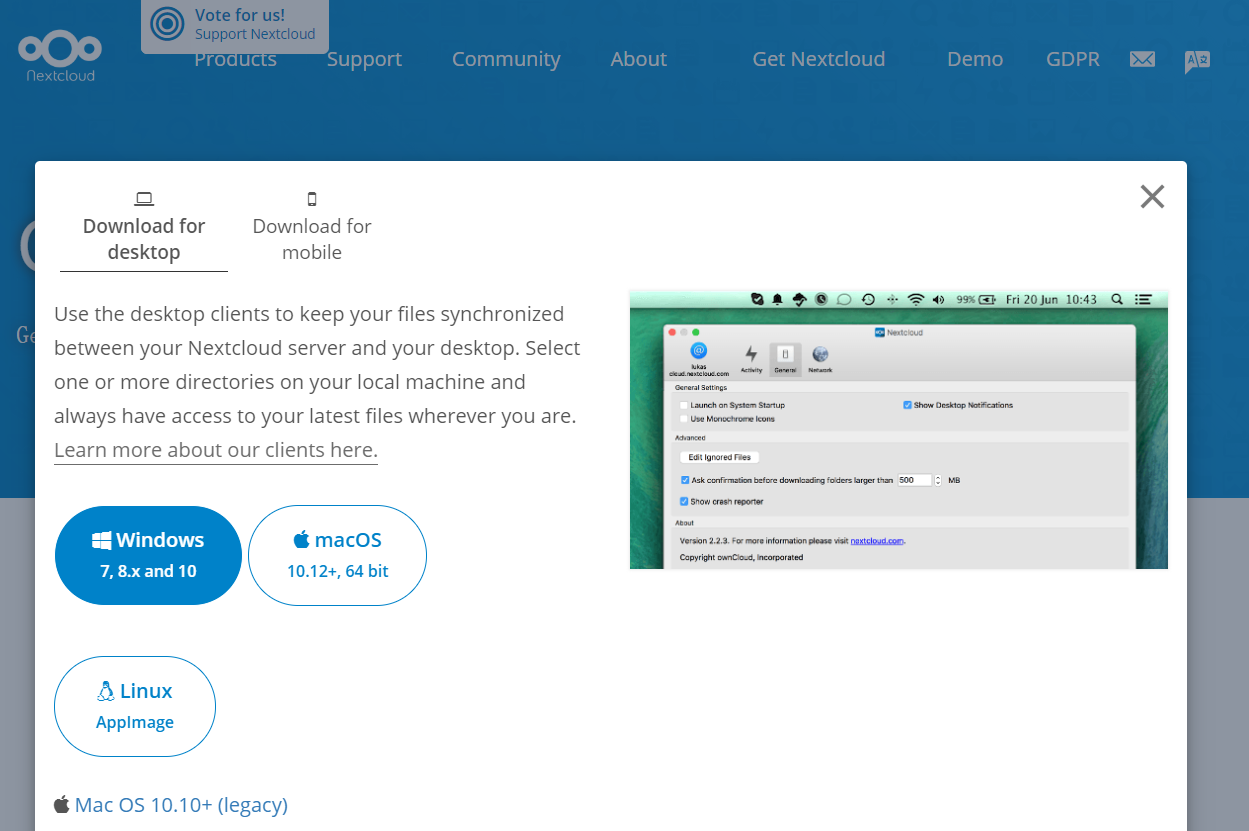 Vote for us!
Support Nextcloud
Nextcloud
Products Support Community About Get Nextcloud Demo GDPR
Download for
desktop
Download for
mobile
Use the desktop clients to keep your files synchronized
between your Nextcloud server and your desktop. Select
one or more directories on your local machine and
always have access to your latest files wherever you are.
Learn more about our clients here.
Windows
7, 8.x and 10
macOS
10.12+, 64 bit
Linux
AppImage
Mac OS 10.10+ (legacy)
99% Fri 20 Jun 10:43
Nextcloud
lukas
cloud.nextcloud.com
Activity
General
Network
General Settings
Launch on System Startup
Show Desktop Notifications
Use Monochrome Icons
Advanced
Edit Ignored Files
Ask confirmation before downloading folders larger than 500 MB
Show crash reporter
About
Version 2.2.3. For more information please visit nextcloud.com.
Copyright ownCloud, Incorporated